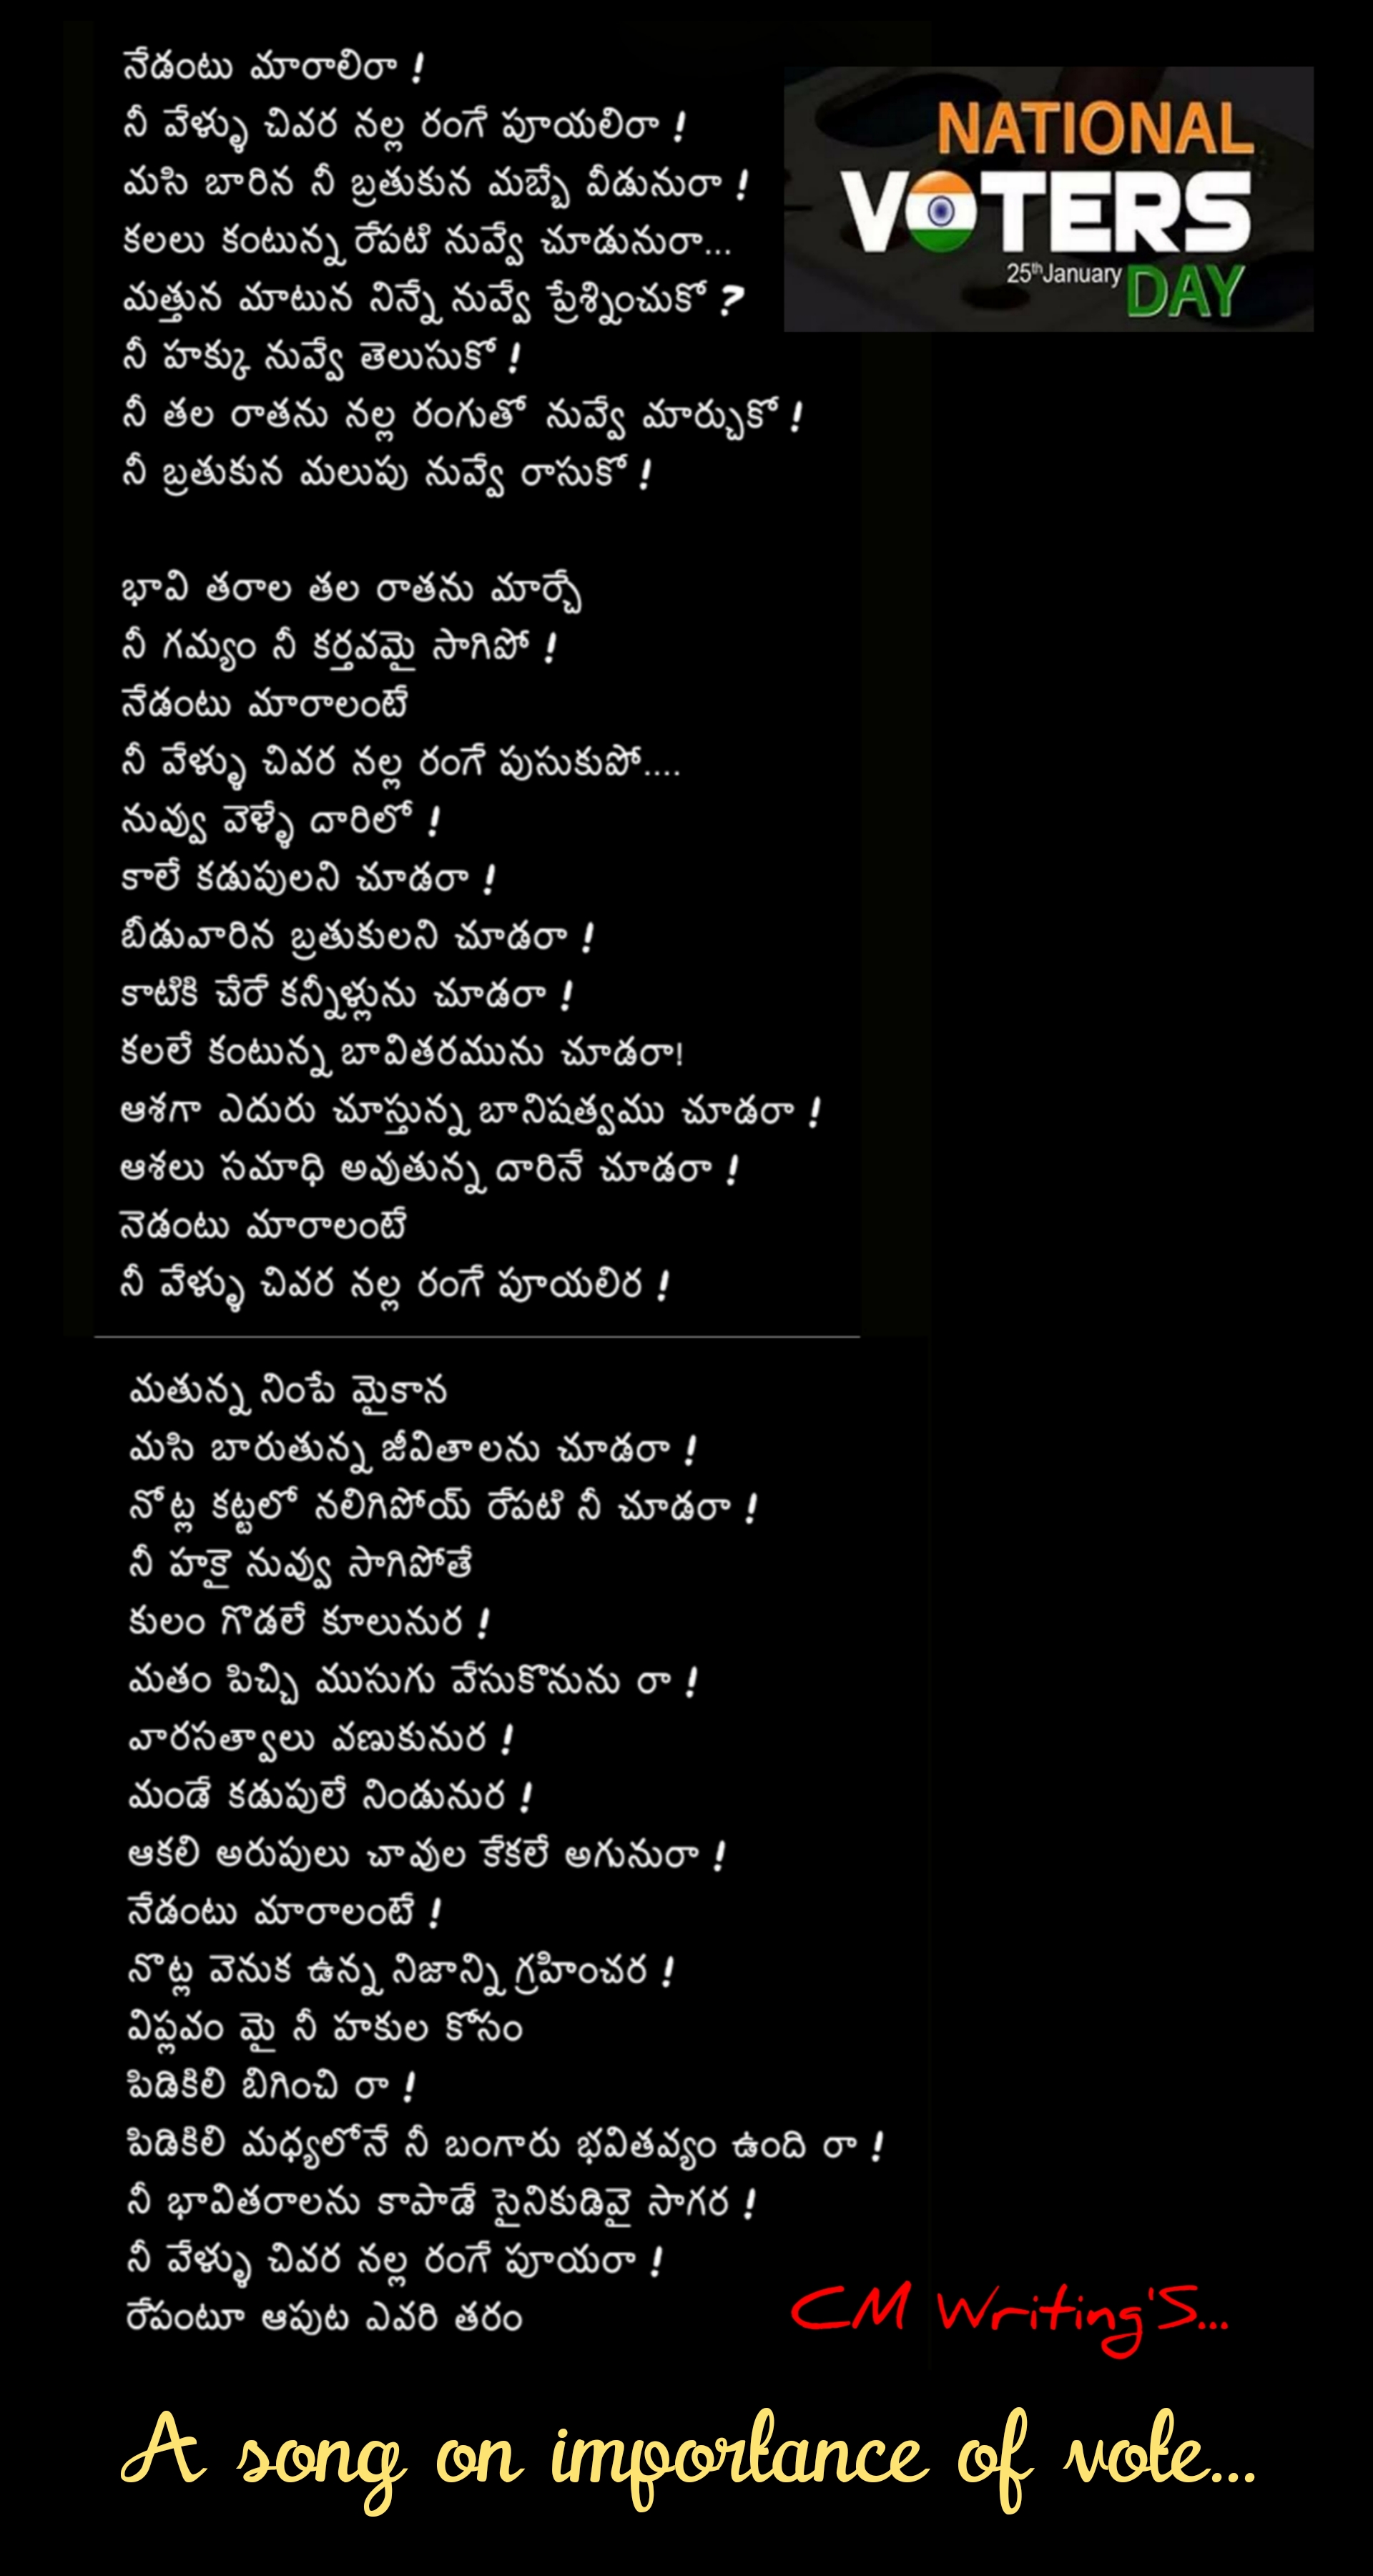 నేడంటు మారాలిరా !
నీ వేళ్ళు చివర నల్ల రంగే పూయలిరా !
మసి బారిన నీ బ్రతుకున మబ్బే వీడునురా !
కలలు కంటున్న రేపటి నువ్వే చూడునురా...
మత్తున మాటున నిన్నే నువ్వే ప్రేశ్నించుకో ?
నీ హక్కు నువ్వే తెలుసుకో !
నీ తల రాతను నల్ల రంగుతో నువ్వే మార్చుకో !
నీ బ్రతుకున మలుపు నువ్వే రాసుకో !
NATIONAL
VOTERS
25th January DAY
భావి తరాల తల రాతను మార్చే
నీ గమ్యం నీ కర్తవమై సాగిపో !
నేడంటు మారాలంటే
నీ వేళ్ళు చివర నల్ల రంగే పుసుకుపో....
నువ్వు వెళ్ళే దారిలో !
కాలే కడుపులని చూడరా !
బీడువారిన బ్రతుకులని చూడరా !
కాటికి చేరే కన్నీళ్లును చూడరా !
కలలే కంటున్న బావితరమును చూడరా!
ఆశగా ఎదురు చూస్తున్న బానిషత్వము చూడరా !
ఆశలు సమాధి అవుతున్న దారినే చూడరా !
నెడంటు మారాలంటే
నీ వేళ్ళు చివర నల్ల రంగే పూయలిర !
మతున్న నింపే మైకాన
మసి బారుతున్న జీవితాలను చూడరా !
నోట్ల కట్టలో నలిగిపోయ్ రేపటి నీ చూడరా !
నీ హకై నువ్వు సాగిపోతే
కులం గొడలే కూలునుర !
మతం పిచ్చి ముసుగు వేసుకొనును రా !
వారసత్వాలు వణుకునుర !
మండే కడుపులే నిండునుర !
ఆకలి అరుపులు చావుల కేకలే అగునురా !
నేడంటు మారాలంటే !
నొట్ల వెనుక ఉన్న నిజాన్ని గ్రహించర !
విప్లవం మై నీ హకుల కోసం
పిడికిలి బిగించి రా !
పిడికిలి మధ్యలోనే నీ బంగారు భవితవ్యం ఉంది రా !
నీ భావితరాలను కాపాడే సైనికుడివై సాగర !
నీ వేళ్ళు చివర నల్ల రంగే పూయరా !
రేపంటూ ఆపుట ఎవరి తరం
CM Writing'S...
A song on importance of vote...